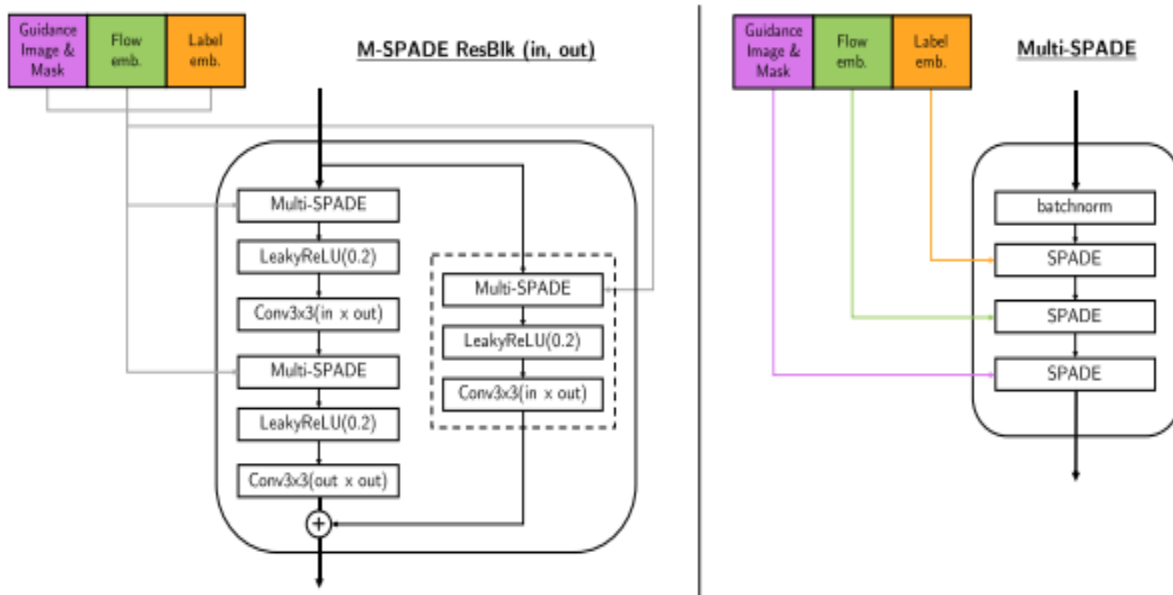 Guidance
Image &
Mask
Flow
emb.
Label
emb.
M-SPADE ResBlk (in, out)
Multi-SPADE
LeakyReLU(0.2)
Conv3x3(in x out)
Multi-SPADE
LeakyReLU(0.2)
Conv3x3(out x out)
+
Multi-SPADE
LeakyReLU(0.2)
Conv3x3(in x out)
Guidance
Image &
Mask
Flow
emb.
Label
emb.
Multi-SPADE
batchnorm
SPADE
SPADE
SPADE